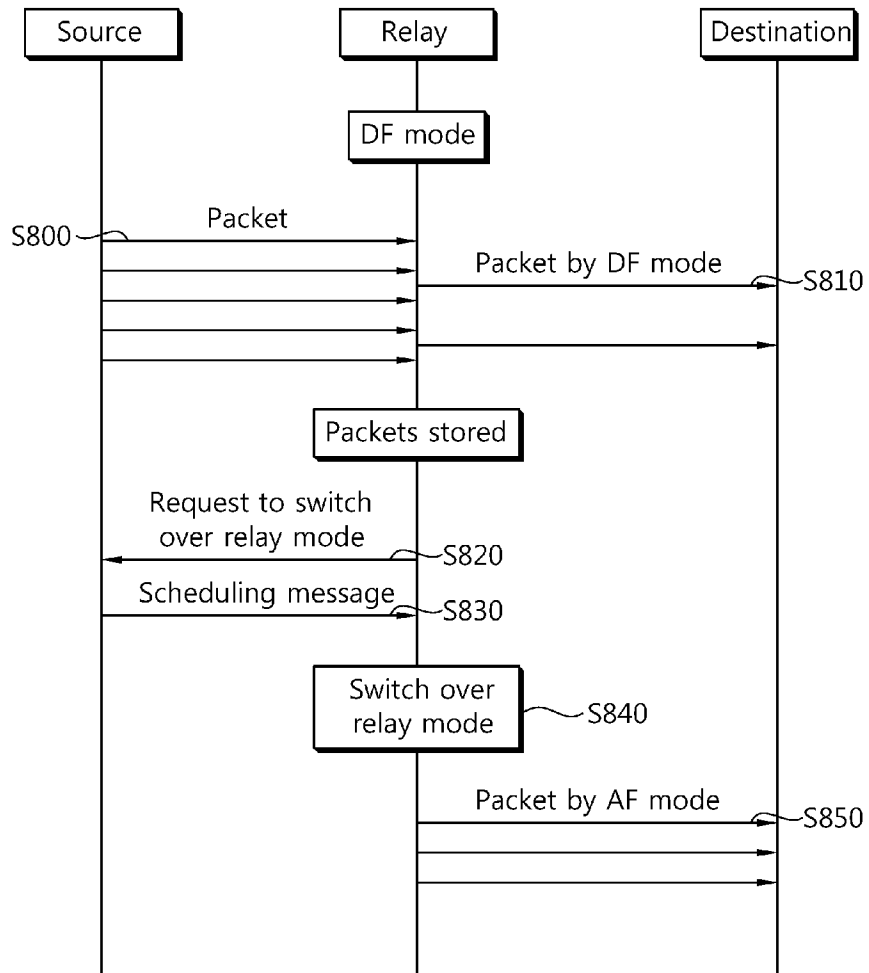 Source
Relay
Destination
DF mode
S800
Packet
Packet by DF mode
S810
Packets stored
Request to switch
over relay mode
S820
Scheduling message
S830
Switch over
relay mode
S840
Packet by AF mode
S850